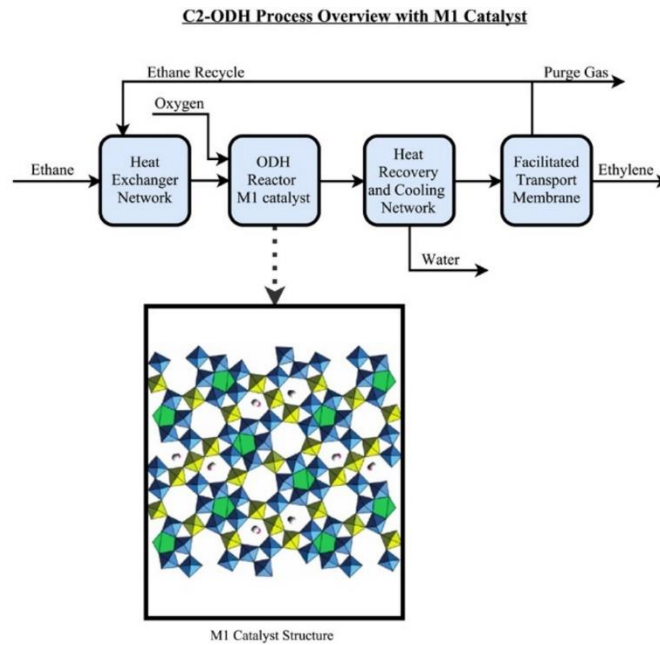 C2-ODH Process Overview with M1 Catalyst
Ethane Recycle
Purge Gas
Oxygen
Ethane
Heat
Exchanger
Network
ODH
Reactor
M1 catalyst
Heat
Recovery
and Cooling
Network
Facilitated
Transport
Membrane
Ethylene
Water
M1 Catalyst Structure